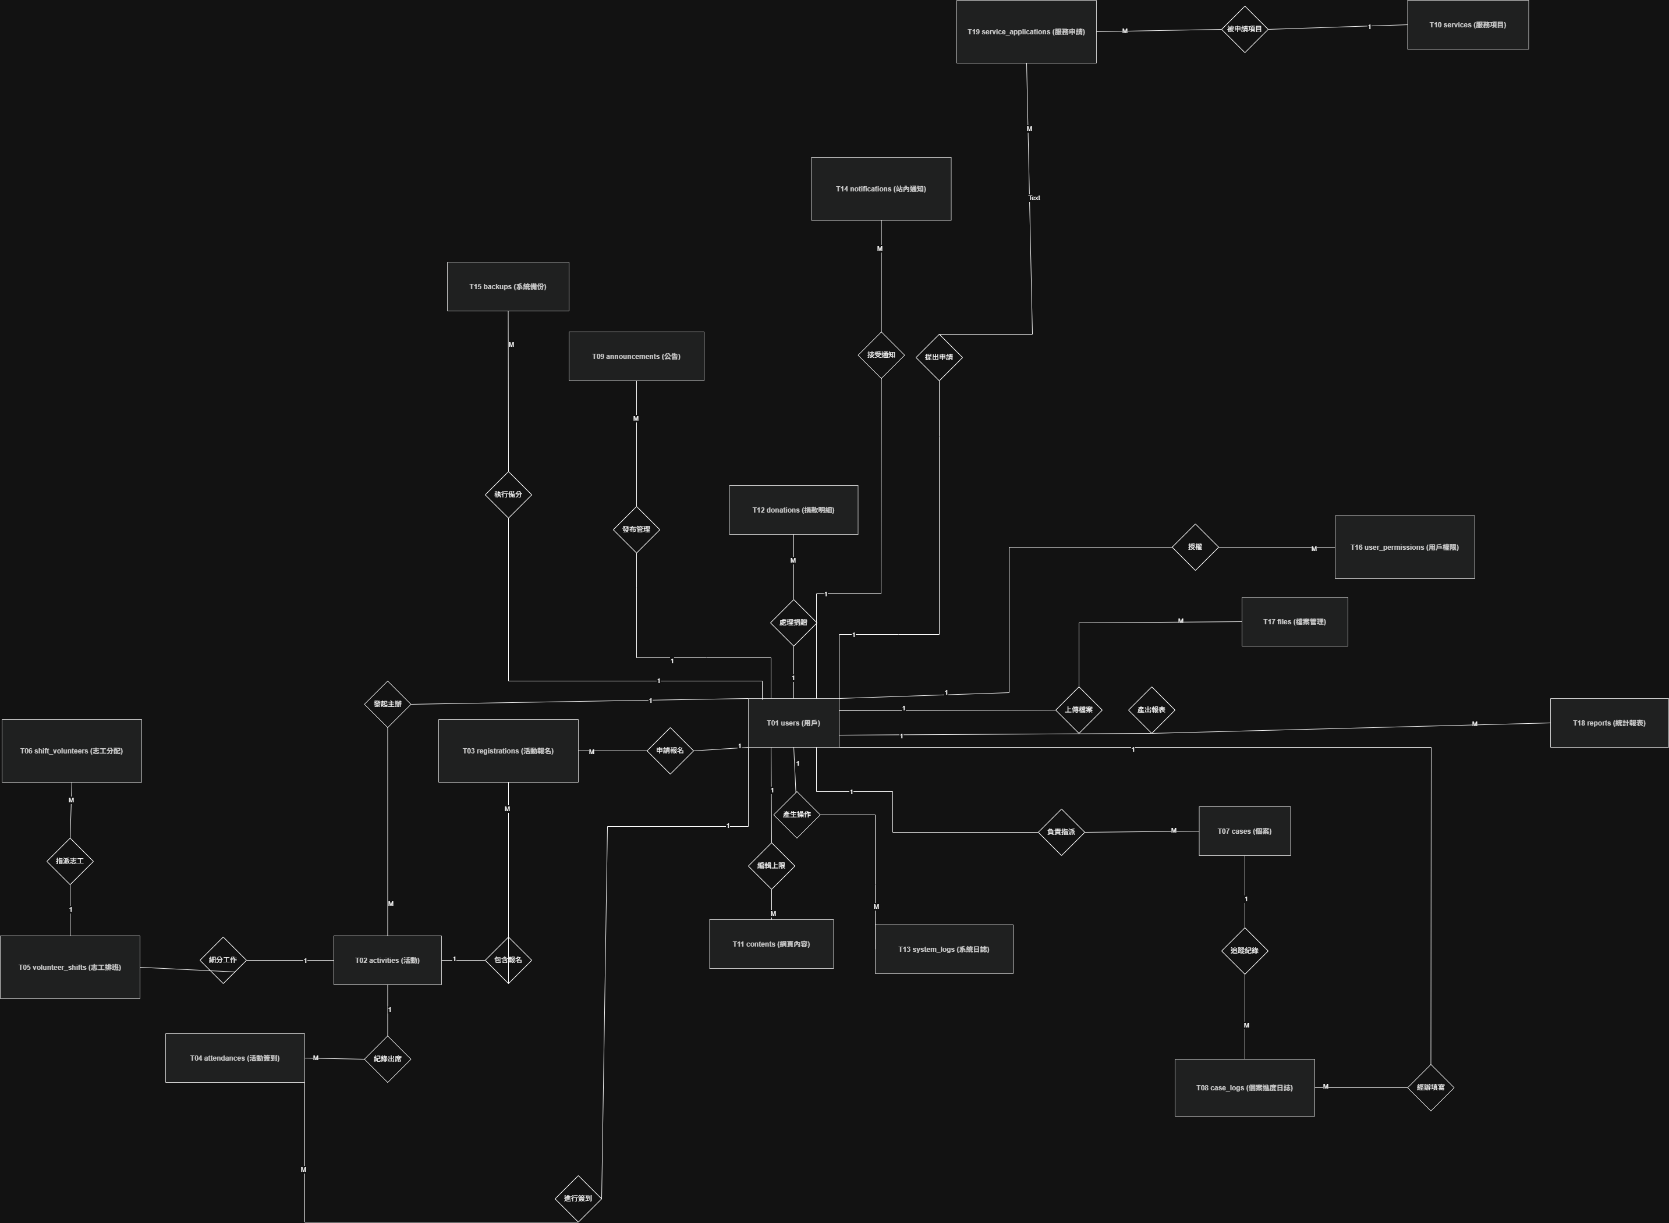 T19 service_applications (服務申請)
M
被申請項目
1
T10 services (服務項目)
M
Text
T14 notifications (站內通知)
M
T15 backups (系統備份)
M
T09 announcements (公告)
M
接受通知
提出申請
執行備分
發布管理
T12 donations (捐款明細)
M
處理捐贈
1
1
1
1
1
授權
M
T16 user_permissions (用戶權限)
T17 files (檔案管理)
M
1
上傳檔案
1
產出報表
1
M
T18 reports (統計報表)
發起主辦
1
T01 users (用戶)
T06 shift_volunteers (志工分配)
T03 registrations (活動報名)
M
申請報名
1
1
1
1
1
M
M
產生操作
1
負責指派
M
T07 cases (個案)
指派志工
編輯上限
1
M
M
M
1
T11 contents (網頁內容)
T13 system_logs (系統日誌)
追蹤紀錄
T05 volunteer_shifts (志工排班)
細分工作
1
T02 activities (活動)
1
包含報名
1
M
T04 attendances (活動簽到)
M
紀錄出席
T08 case_logs (個案進度日誌)
M
經辦填寫
M
進行簽到